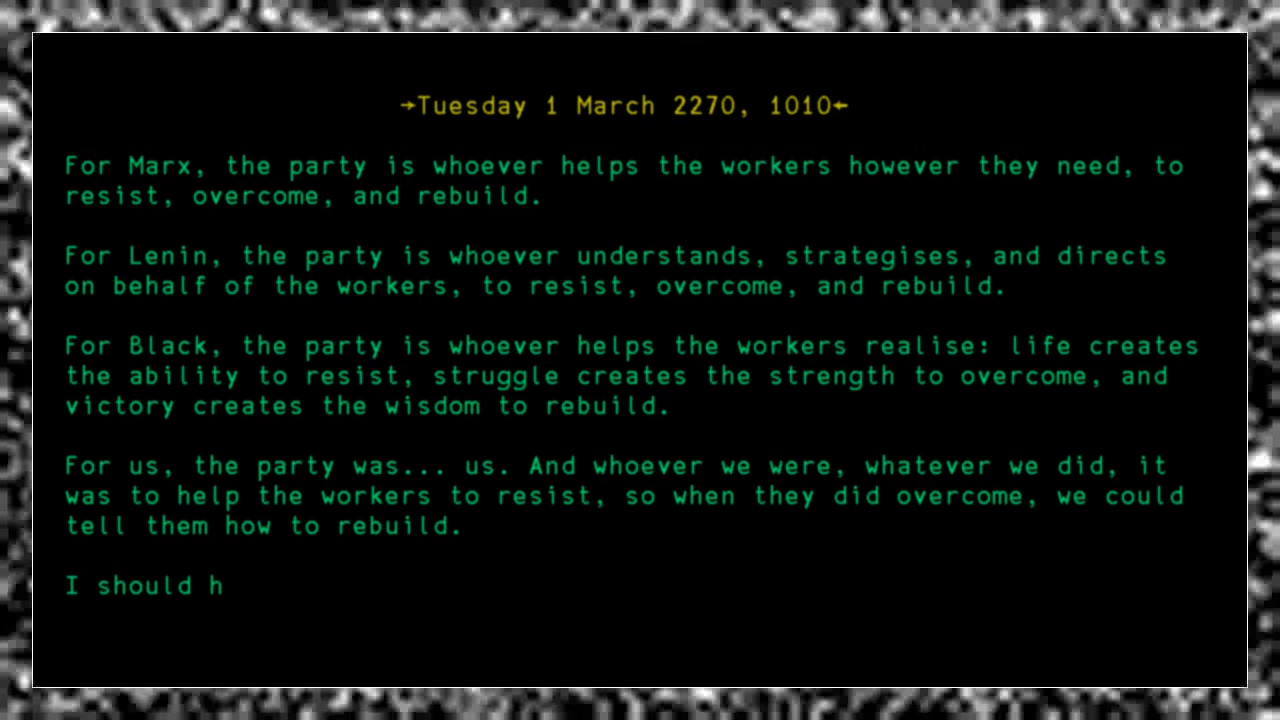 →Tuesday 1 March 2270, 1010←
For Marx, the party is whoever helps the workers however they need, to
resist, overcome, and rebuild.
For Lenin, the party is whoever understands, strategises, and directs
on behalf of the workers, to resist, overcome, and rebuild.
For Black, the party is whoever helps the workers realise: life creates
the ability to resist, struggle creates the strength to overcome, and
victory creates the wisdom to rebuild.
For us, the party was... us. And whoever we were, whatever we did, it
was to help the workers to resist, so when they did overcome, we could
tell them how to rebuild.
I should h